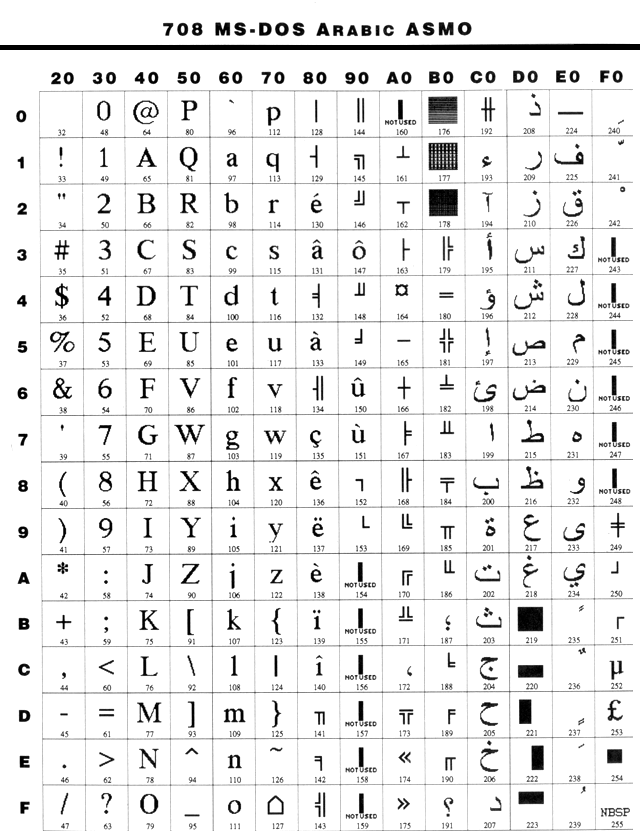 708 MS-DOS ARABIC ASMO
20 30 40 50 60 70 80 90 A0 B0 C0 D0 E0 F0
0 0 @ P ` p │ ║ NOT USED ▓ ╫ ذ ـ ً
32 48 64 80 96 112 128 144 160 176 192 208 224 240
1 ! 1 A Q a q ┤ ╗ ┴ ▒ ء ر ف ّ
33 49 65 81 97 113 129 145 161 177 193 209 225 241
2 " 2 B R b r é ╝ ┬ ▓ آ ز ق ْ
34 50 66 82 98 114 130 146 162 178 194 210 226 242
3 # 3 C S c s â ô ├ ╟ أ س ك NOT USED
35 51 67 83 99 115 131 147 163 179 195 211 227 243
4 $ 4 D T d t ╡ ╜ ¤ ═ ؤ ش ل NOT USED
36 52 68 84 100 116 132 148 164 180 196 212 228 244
5 % 5 E U e u à ╛ ─ ╬ إ ص م NOT USED
37 53 69 85 101 117 133 149 165 181 197 213 229 245
6 & 6 F V f v ╢ û ┼ ╧ ئ ض ن NOT USED
38 54 70 86 102 118 134 150 166 182 198 214 230 246
7 ' 7 G W g w ç ù ╞ ╨ ا ط ه NOT USED
39 55 71 87 103 119 135 151 167 183 199 215 231 247
8 ( 8 H X h x ê ┐ ╟ ╤ ب ظ و NOT USED
40 56 72 88 104 120 136 152 168 184 200 216 232 248
9 ) 9 I Y i y ë └ ╚ ╥ ة ع ى ╪
41 57 73 89 105 121 137 153 169 185 201 217 233 249
A * : J Z j z è NOT USED ╔ ╙ ت غ ي ┘
42 58 74 90 106 122 138 154 170 186 202 218 234 250
B + ; K [ k { ï NOT USED ╩ ؛ ث █ ً ┌
43 59 75 91 107 123 139 155 171 187 203 219 235 251
C , < L \ l | î NOT USED ، ╘ ج ▄ ٌ µ
44 60 76 92 108 124 140 156 172 188 204 220 236 252
D - = M ] m } ╖ NOT USED ╦ ╒ ح ▌ ٍ £
45 61 77 93 109 125 141 157 173 189 205 221 237 253
E . > N ^ n ~ ╕ NOT USED « ╓ خ ▐ َ ■
46 62 78 94 110 126 142 158 174 190 206 222 238 254
F / ? O _ o ⌂ ╣ NOT USED » ؟ د ▀ ُ NBSP
47 63 79 95 111 127 143 159 175 191 207 223 239 255